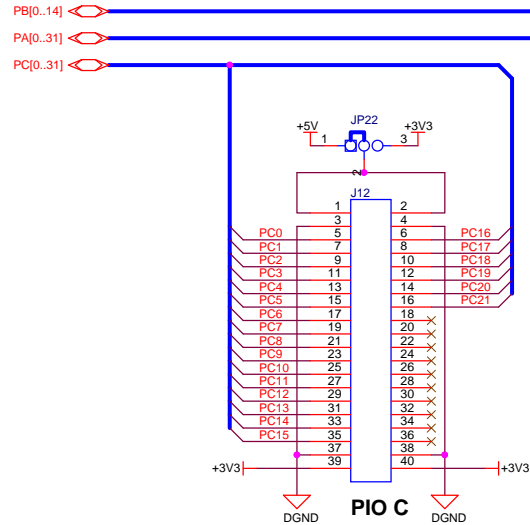 PB[0..14]
PA[0..31]
PC[0..31]
JP22
+5V 1 3 +3V3
2
J12
1 2
3 4
PC0 5 6 PC16
PC1 7 8 PC17
PC2 9 10 PC18
PC3 11 12 PC19
PC4 13 14 PC20
PC5 15 16 PC21
PC6 17 18
PC7 19 20
PC8 21 22
PC9 23 24
PC10 25 26
PC11 27 28
PC12 29 30
PC13 31 32
PC14 33 34
PC15 35 36
37 38
+3V3 39 40 +3V3
PIO C
DGND DGND